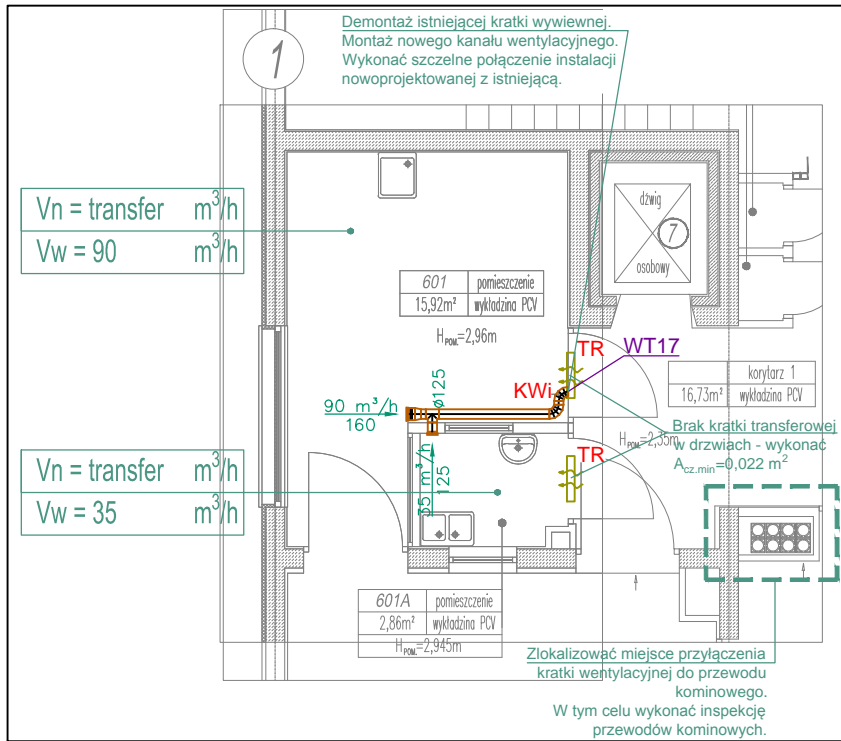 Demontaż istniejącej kratki wywiewnej.
Montaż nowego kanału wentylacyjnego.
Wykonać szczelne połączenie instalacji
nowoprojektowanej z istniejącą.
1
Vn = transfer m³/h
Vw = 90 m³/h
dźwig
7
osobowy
601 pomieszczenie
15,92m² wykładzina PCV
H_POM.=2,96m
TR
WT17
KWi
ø125
90 m³/h
160
korytarz 1
16,73m² wykładzina PCV
H_POM.=2,35m
Brak kratki transferowej
w drzwiach - wykonać
A_cz.min=0,022 m²
TR
35 m³/h
125
Vn = transfer m³/h
Vw = 35 m³/h
601A pomieszczenie
2,86m² wykładzina PCV
H_POM.=2,945m
Zlokalizować miejsce przyłączenia
kratki wentylacyjnej do przewodu
kominowego.
W tym celu wykonać inspekcję
przewodów kominowych.